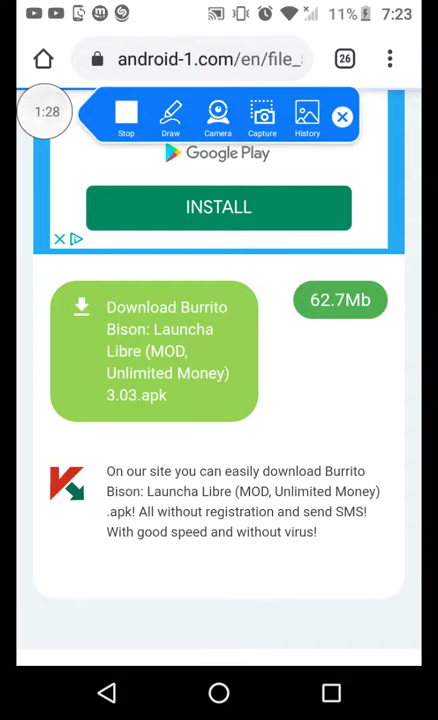 11% 7:23
android-1.com/en/file_
26
1:28
Stop Draw Camera Capture History
Google Play
INSTALL
Download Burrito
Bison: Launcha
Libre (MOD,
Unlimited Money)
3.03.apk
62.7Mb
On our site you can easily download Burrito
Bison: Launcha Libre (MOD, Unlimited Money)
.apk! All without registration and send SMS!
With good speed and without virus!